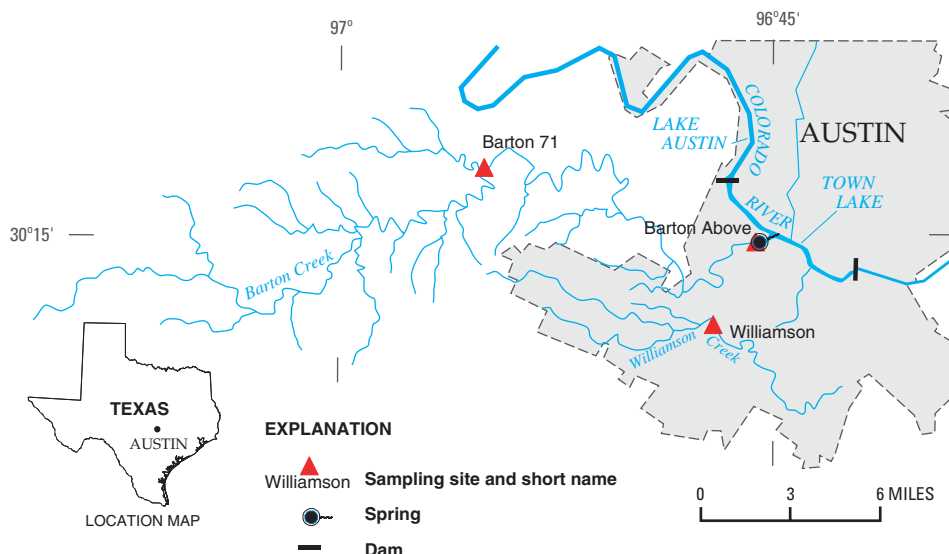 97°
96°45'
COLORADO
LAKE
AUSTIN
AUSTIN
Barton 71
TOWN
LAKE
RIVER
Barton Above
30°15'
Barton Creek
Williamson
Williamson Creek
TEXAS
AUSTIN
LOCATION MAP
EXPLANATION
Williamson
Sampling site and short name
Spring
Dam
0 3 6 MILES